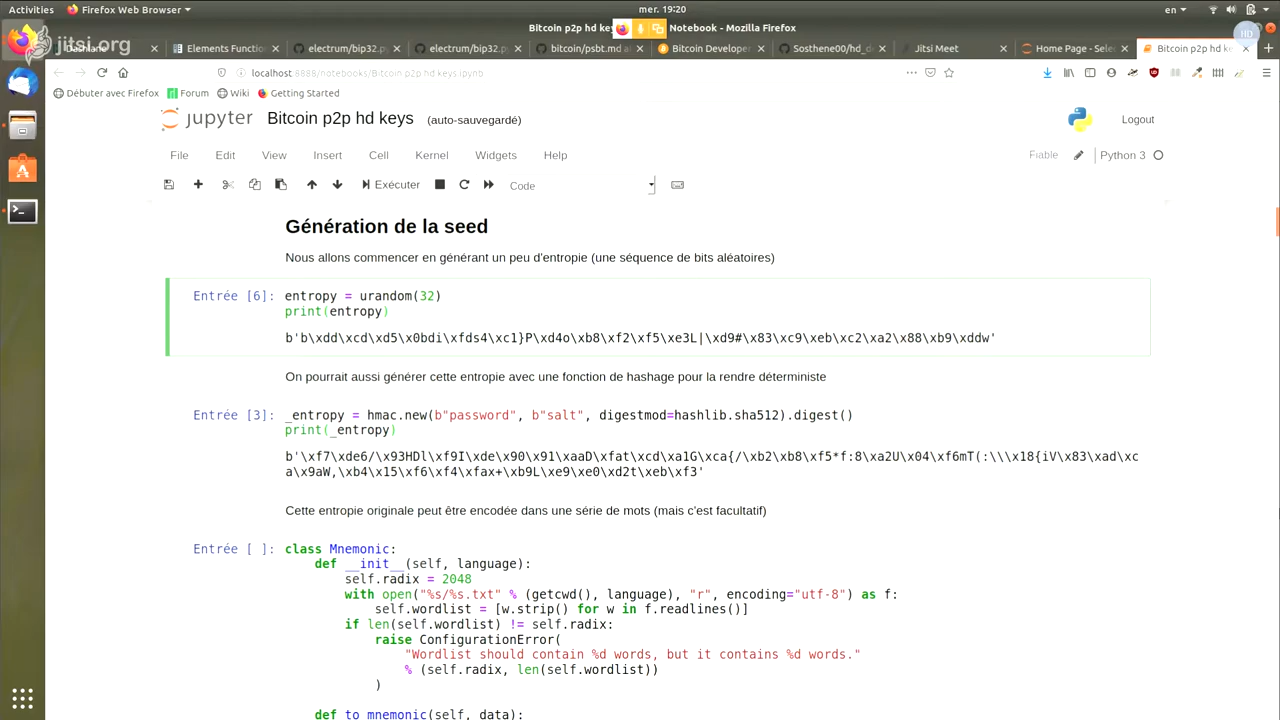 Activities Firefox Web Browser mer. 19:20 en
Bitcoin p2p hd key Notebook - Mozilla Firefox
jitsi.org
Elements Function electrum/bip32.p electrum/bip32.p bitcoin/psbt.md a Bitcoin Developer Sosthene00/hd_d Jitsi Meet Home Page - Sele Bitcoin p2p hd k
localhost:8888/notebooks/Bitcoin p2p hd keys.ipynb
Débuter avec Firefox Forum Wiki Getting Started
jupyter Bitcoin p2p hd keys (auto-sauvegardé) Logout
File Edit View Insert Cell Kernel Widgets Help Fiable Python 3
Exécuter Code
Génération de la seed
Nous allons commencer en générant un peu d'entropie (une séquence de bits aléatoires)
Entrée [6]: entropy = urandom(32)
print(entropy)
b'b\xdd\xcd\xd5\x0bdi\xfds4\xc1}P\xd4o\xb8\xf2\xf5\xe3L|\xd9#\x83\xc9\xeb\xc2\xa2\x88\xb9\xddw'
On pourrait aussi générer cette entropie avec une fonction de hashage pour la rendre déterministe
Entrée [3]: _entropy = hmac.new(b"password", b"salt", digestmod=hashlib.sha512).digest()
print(_entropy)
b'\xf7\xde6/\x93HDl\xf9I\xde\x90\x91\xaaD\xfat\xcd\xa1G\xca{/\xb2\xb8\xf5*f:8\xa2U\x04\xf6mT(:\\\x18{iV\x83\xad\xc
a\x9aW,\xb4\x15\xf6\xf4\xfax+\xb9L\xe9\xe0\xd2t\xeb\xf3'
Cette entropie originale peut être encodée dans une série de mots (mais c'est facultatif)
Entrée [ ]: class Mnemonic:
def __init__(self, language):
self.radix = 2048
with open("%s/%s.txt" % (getcwd(), language), "r", encoding="utf-8") as f:
self.wordlist = [w.strip() for w in f.readlines()]
if len(self.wordlist) != self.radix:
raise ConfigurationError(
"Wordlist should contain %d words, but it contains %d words."
% (self.radix, len(self.wordlist))
)
def to_mnemonic(self, data):